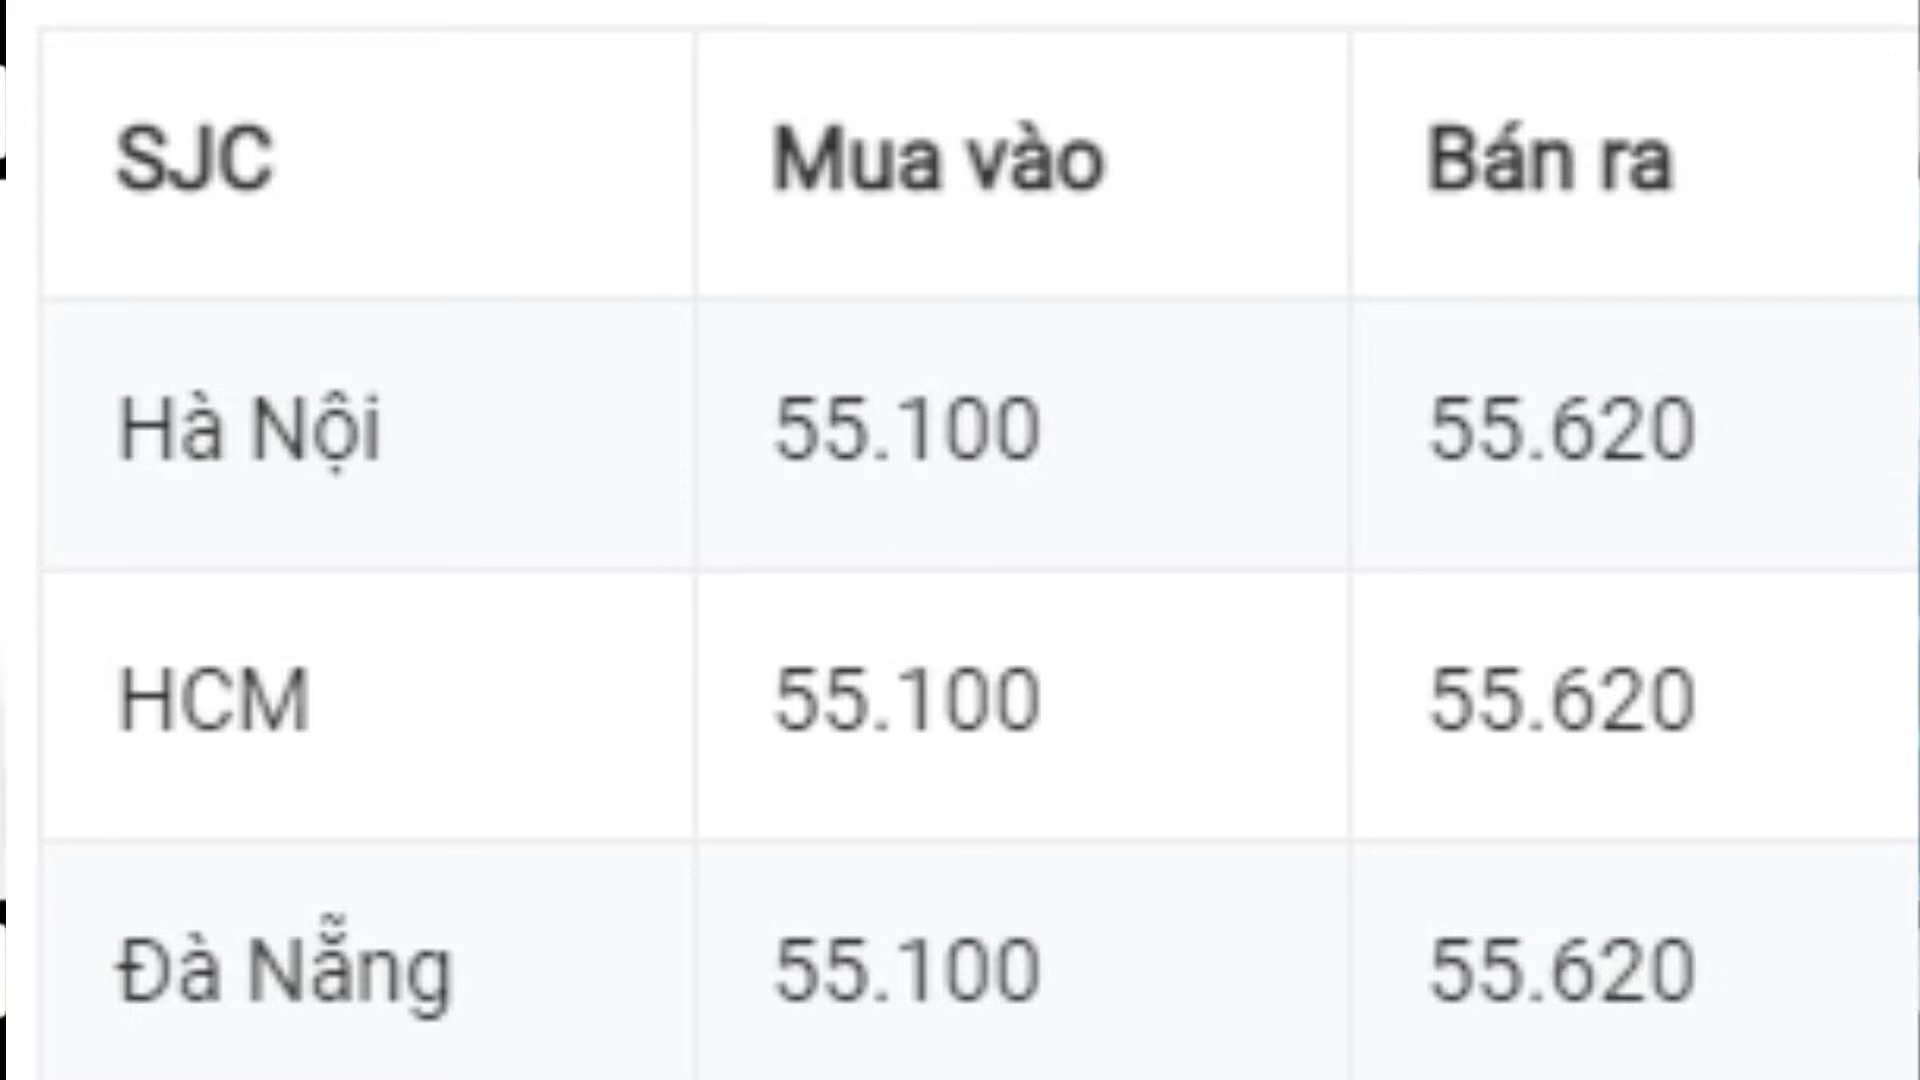 SJC Mua vào Bán ra
Hà Nội 55.100 55.620
HCM 55.100 55.620
Đà Nẵng 55.100 55.620